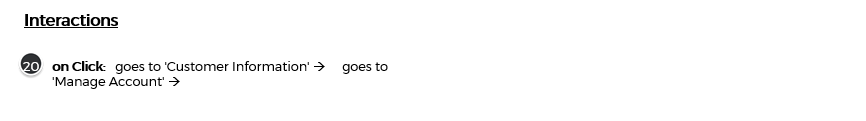 Interactions
20 on Click: goes to 'Customer Information' → goes to
'Manage Account' →